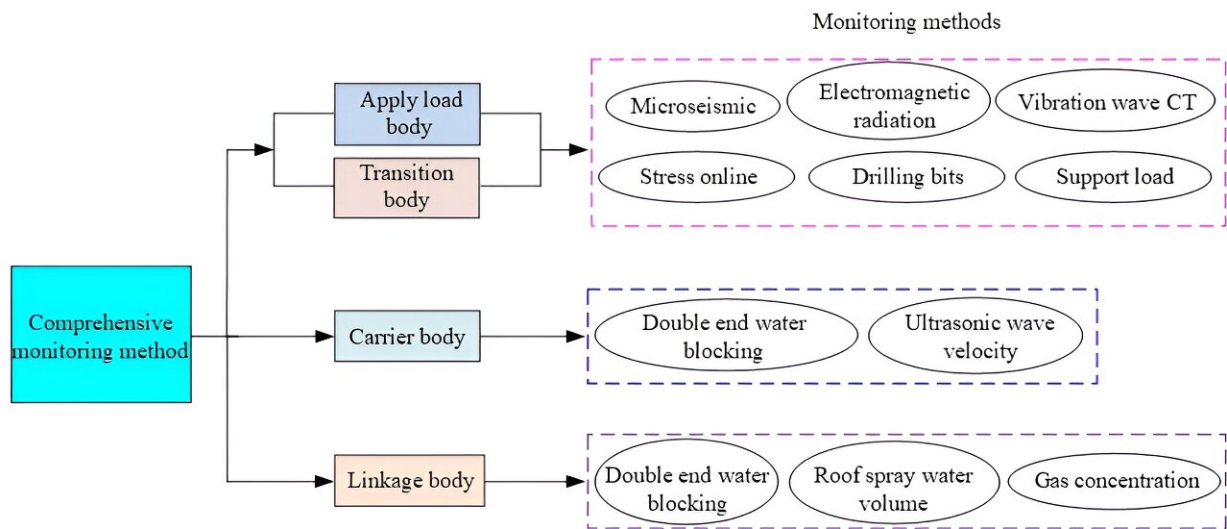 Monitoring methods
Apply load
body
Transition
body
Microseismic
Electromagnetic
radiation
Vibration wave CT
Stress online
Drilling bits
Support load
Comprehensive
monitoring method
Carrier body
Double end water
blocking
Ultrasonic wave
velocity
Linkage body
Double end water
blocking
Roof spray water
volume
Gas concentration